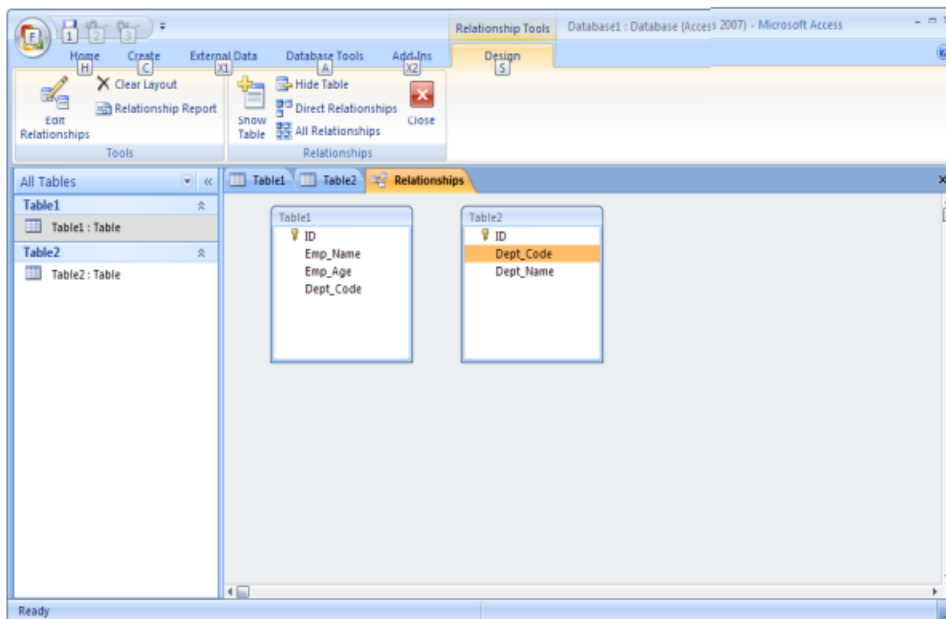 Relationship Tools
Database1 : Database (Access 2007) - Microsoft Access
F
1
2
3
Home
Create
External Data
Database Tools
Add-Ins
Design
H
C
X1
A
X2
S
Edit
Relationships
Clear Layout
Relationship Report
Show
Table
Hide Table
Direct Relationships
All Relationships
Close
Tools
Relationships
All Tables
Table1
Table2
Relationships
Table1
Table1 : Table
Table2
Table2 : Table
Table1
ID
Emp_Name
Emp_Age
Dept_Code
Table2
ID
Dept_Code
Dept_Name
Ready